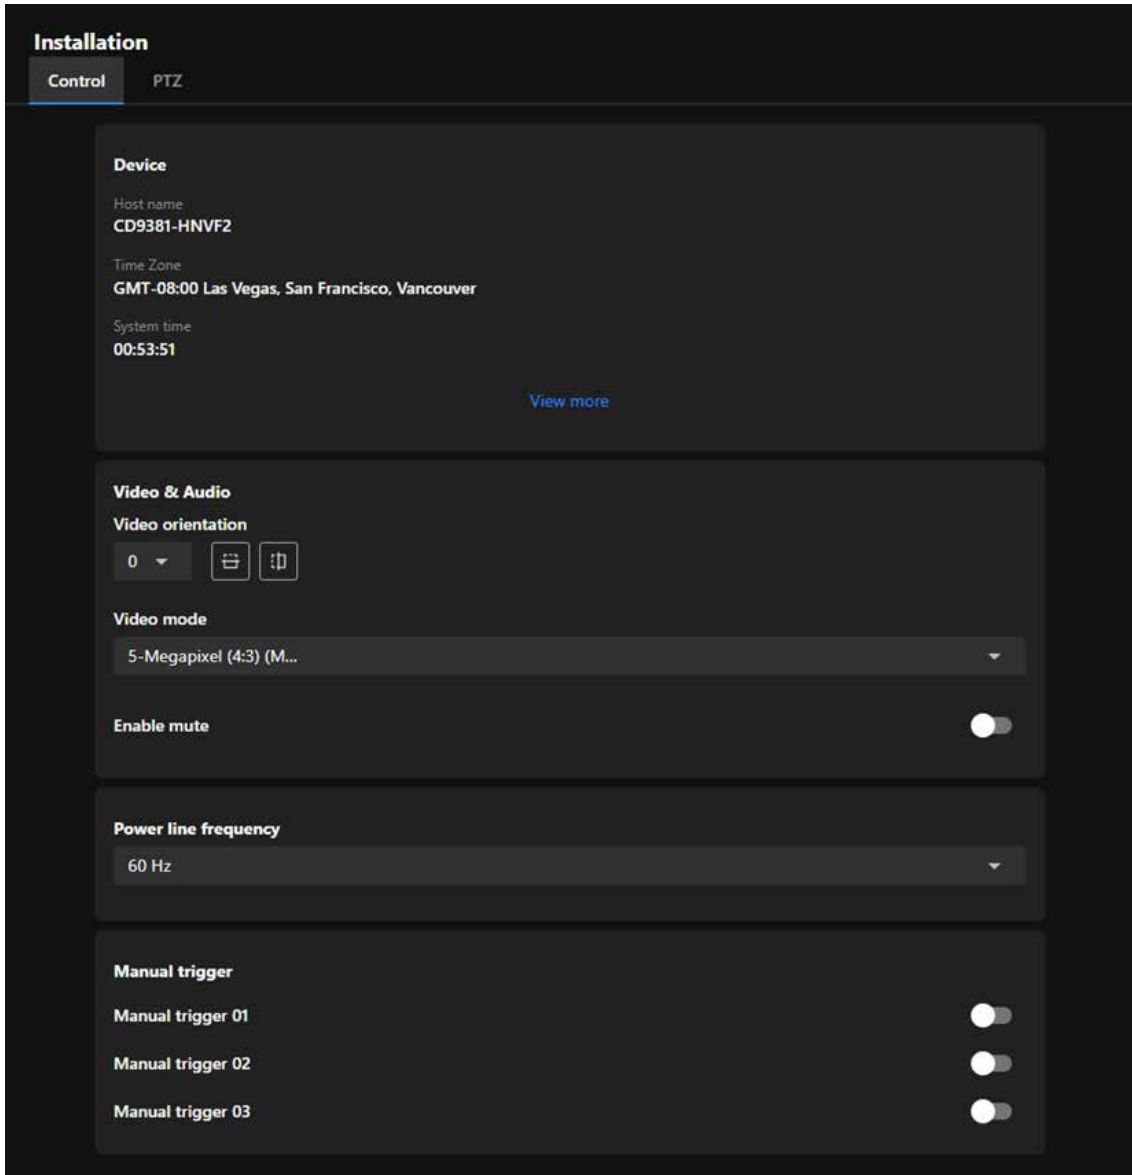 Installation
Control PTZ
Device
Host name
CD9381-HNVF2
Time Zone
GMT-08:00 Las Vegas, San Francisco, Vancouver
System time
00:53:51
View more
Video & Audio
Video orientation
0
Video mode
5-Megapixel (4:3) (M...
Enable mute
Power line frequency
60 Hz
Manual trigger
Manual trigger 01
Manual trigger 02
Manual trigger 03